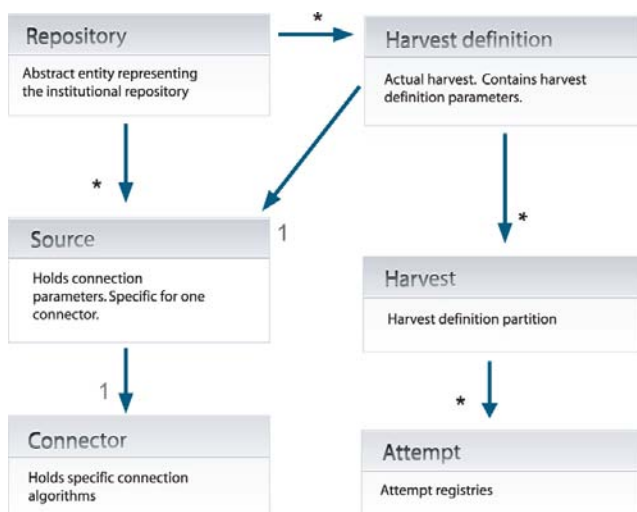 Repository
Abstract entity representing
the institutional repository
*
Harvest definition
Actual harvest. Contains harvest
definition parameters.
*
Source
Holds connection
parameters. Specific for one
connector.
1
*
Harvest
Harvest definition partition
1
Connector
Holds specific connection
algorithms
*
Attempt
Attempt registries